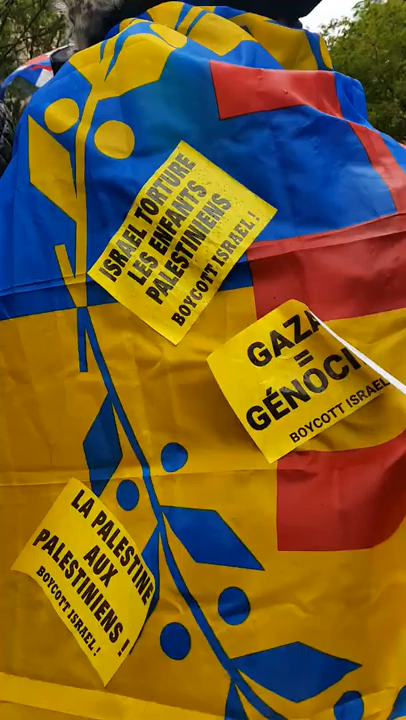 ISRAEL TORTURE
LES ENFANTS
PALESTINIENS
BOYCOTT ISRAEL !
GAZA
=
GÉNOCI
BOYCOTT ISRAEL
LA PALESTINE
AUX
PALESTINIENS !
BOYCOTT ISRAEL !